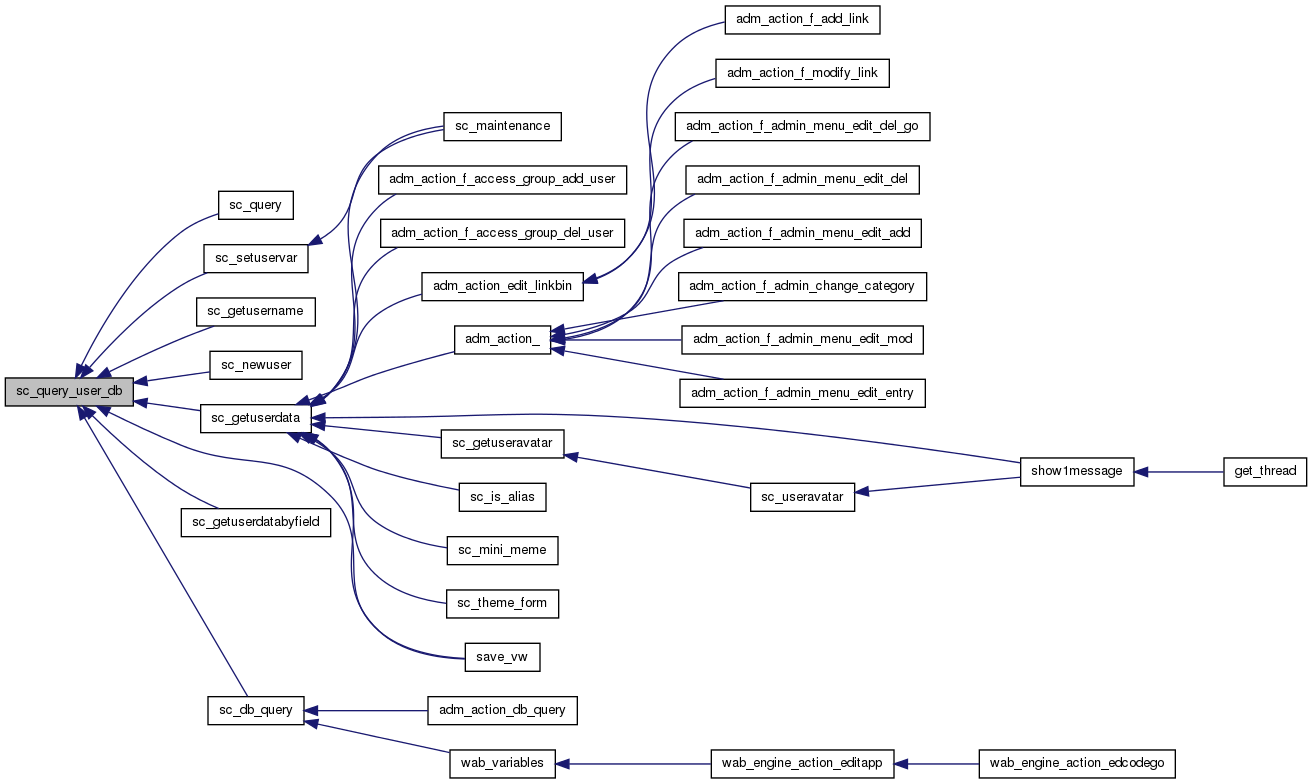 adm_action_f_add_link
adm_action_f_modify_link
sc_maintenance
adm_action_f_admin_menu_edit_del_go
adm_action_f_access_group_add_user
adm_action_f_admin_menu_edit_del
sc_query
adm_action_f_access_group_del_user
adm_action_f_admin_menu_edit_add
sc_setuservar
adm_action_edit_linkbin
adm_action_f_admin_change_category
sc_getusername
adm_action_
adm_action_f_admin_menu_edit_mod
sc_newuser
sc_query_user_db
adm_action_f_admin_menu_edit_entry
sc_getuserdata
sc_getuseravatar
show1message
get_thread
sc_is_alias
sc_useravatar
sc_getuserdatabyfield
sc_mini_meme
sc_theme_form
save_vw
sc_db_query
adm_action_db_query
wab_variables
wab_engine_action_editapp
wab_engine_action_edcodego